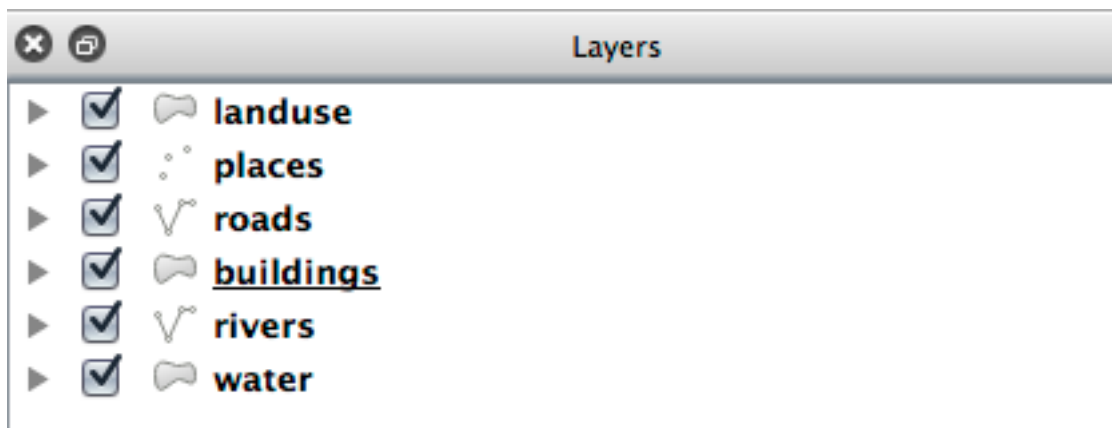 Layers
landuse
places
roads
buildings
rivers
water